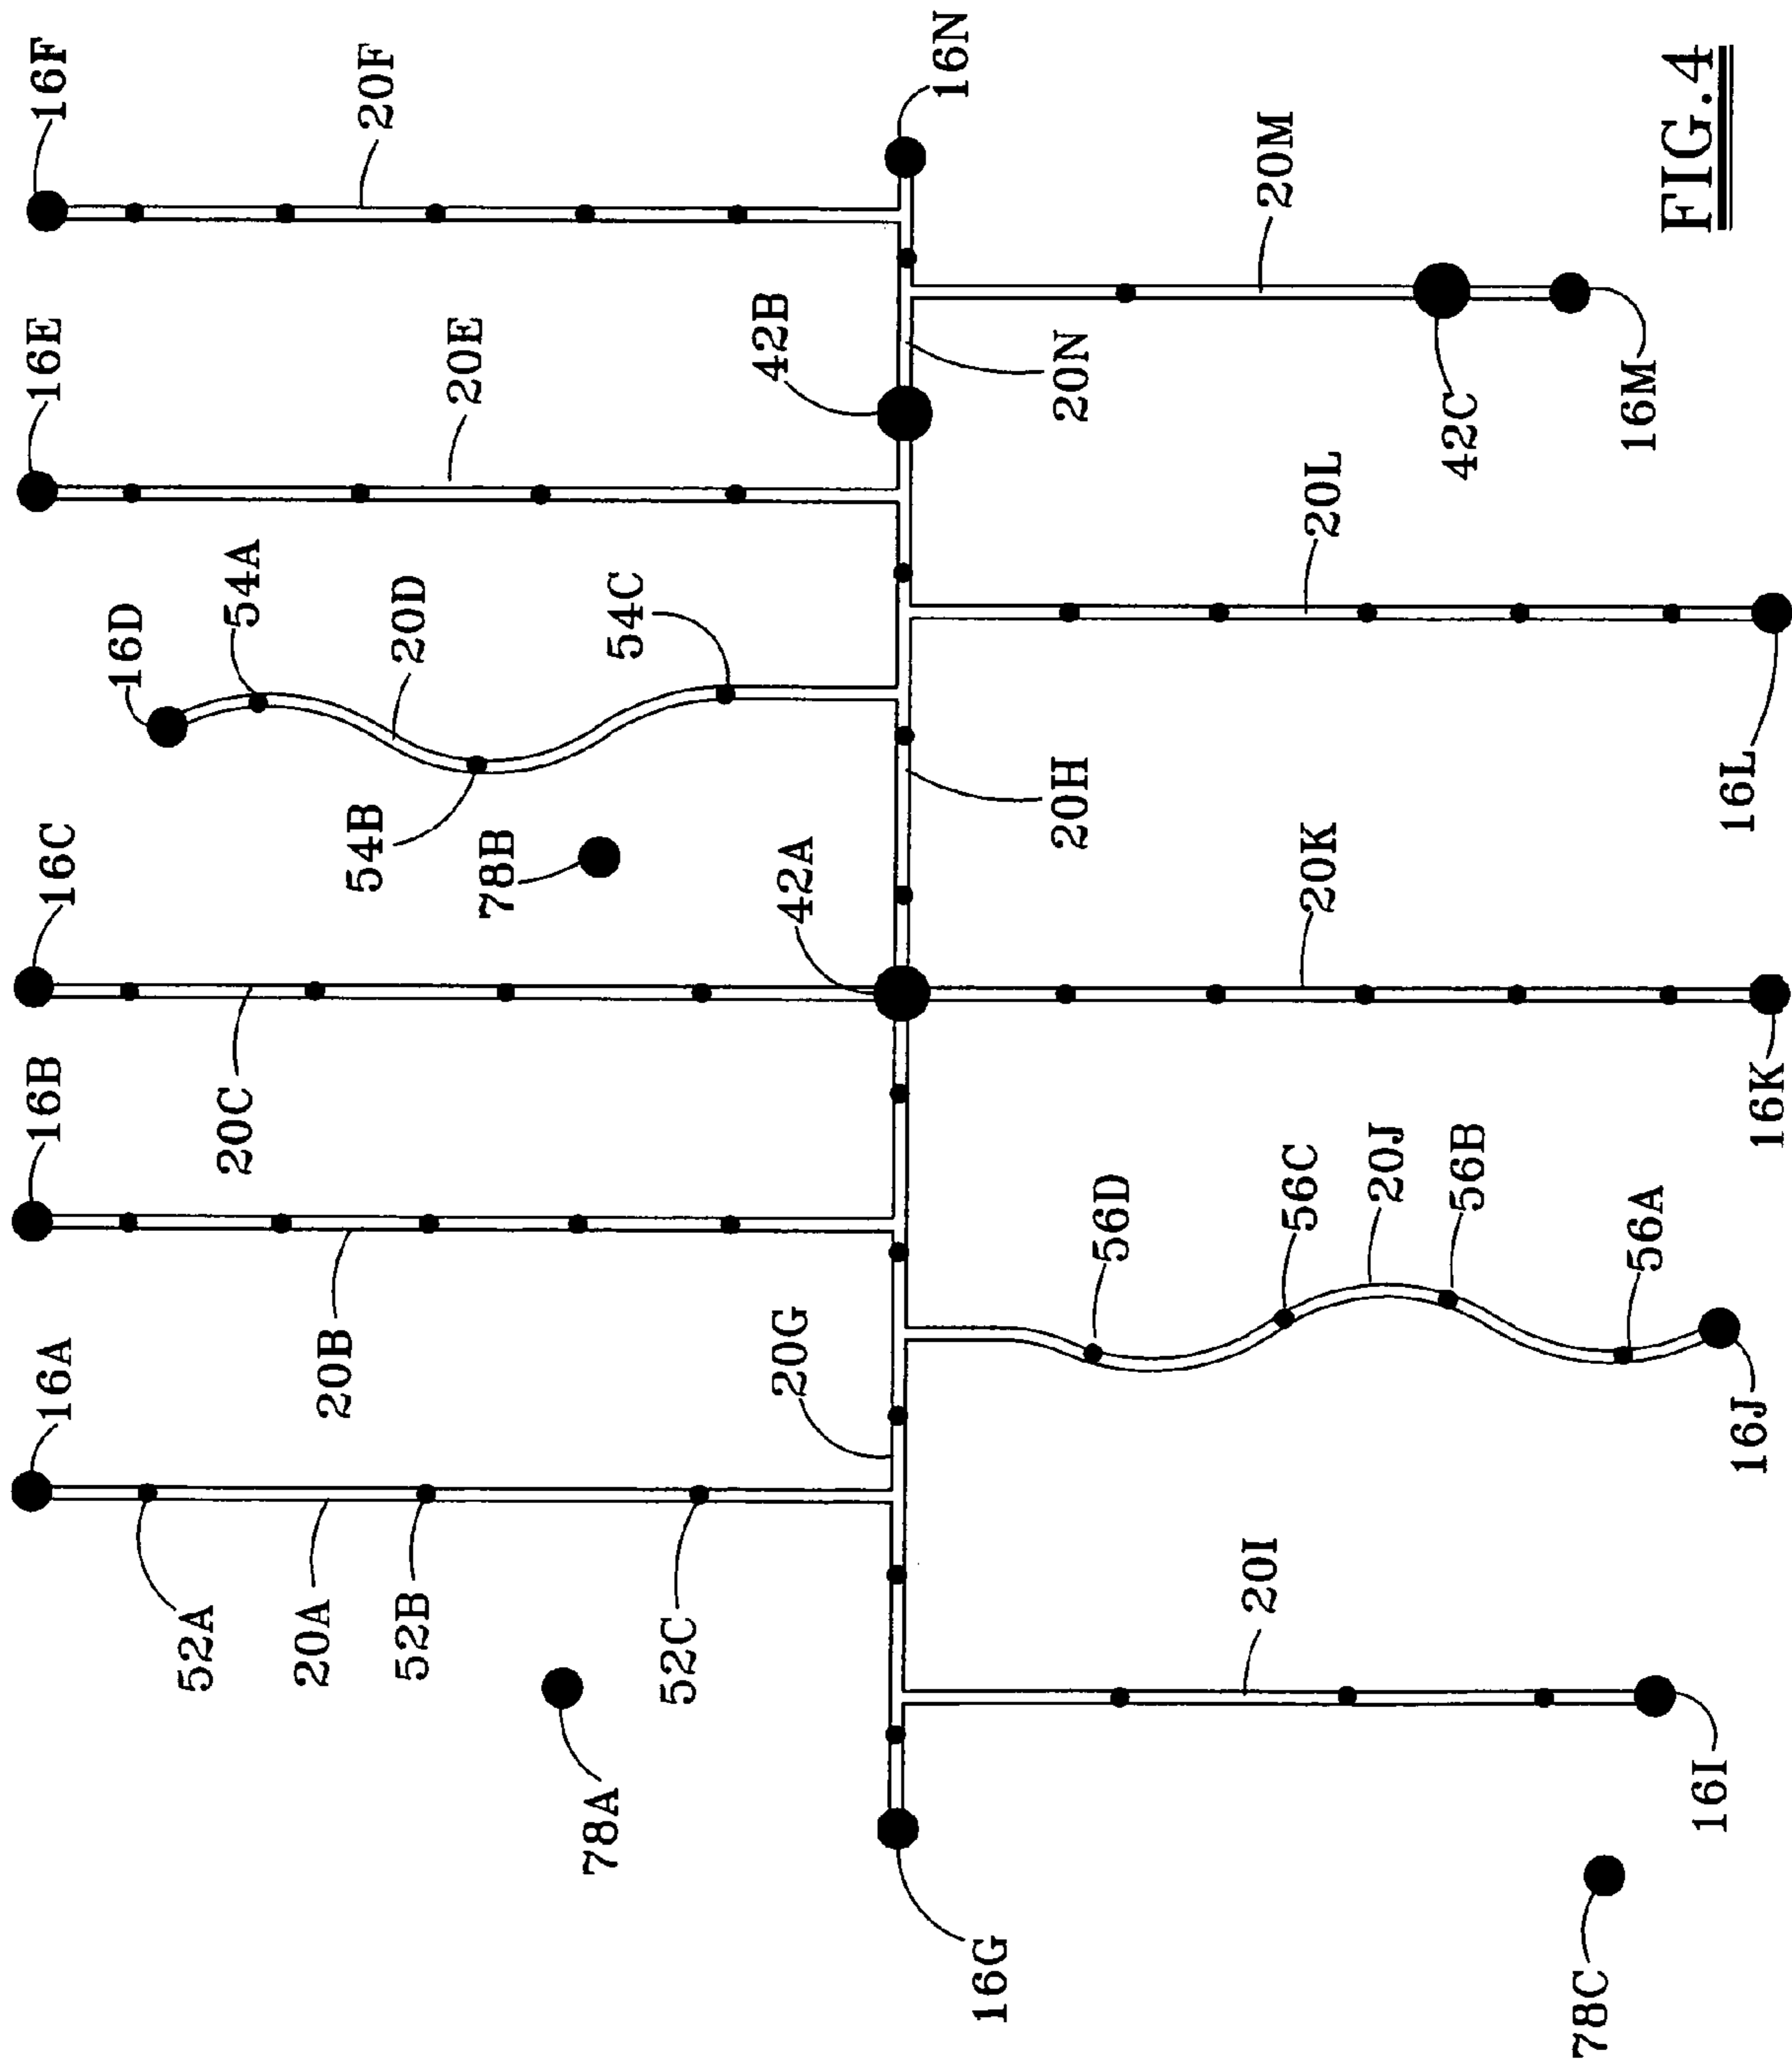 16F
20F
16N
16E
20E
42B
20N
20M
16D
54A
20D
54C
42C
16M
20L
16C
54B
78B
42A
20H
20K
16L
16B
20C
16K
56D
56C
20J
56B
56A
16A
20B
20G
16J
52A
20A
52B
52C
20I
78A
16I
16G
78C
FIG.4